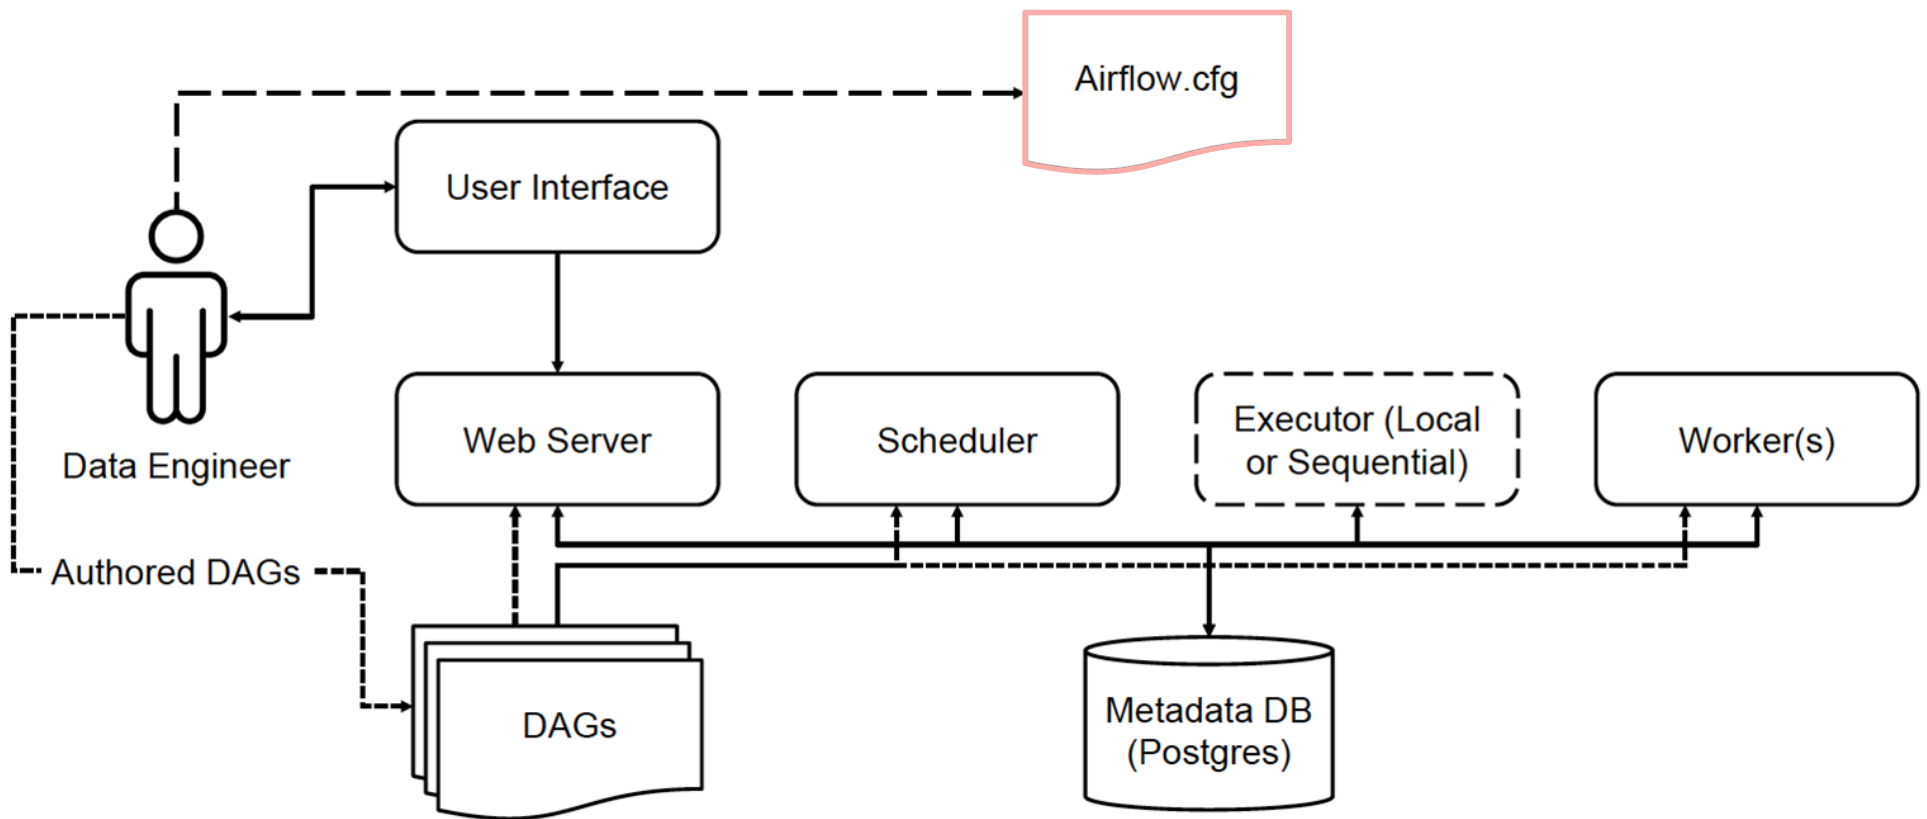 Airflow.cfg
User Interface
Data Engineer
Web Server
Scheduler
Executor (Local
or Sequential)
Worker(s)
Authored DAGs
DAGs
Metadata DB
(Postgres)